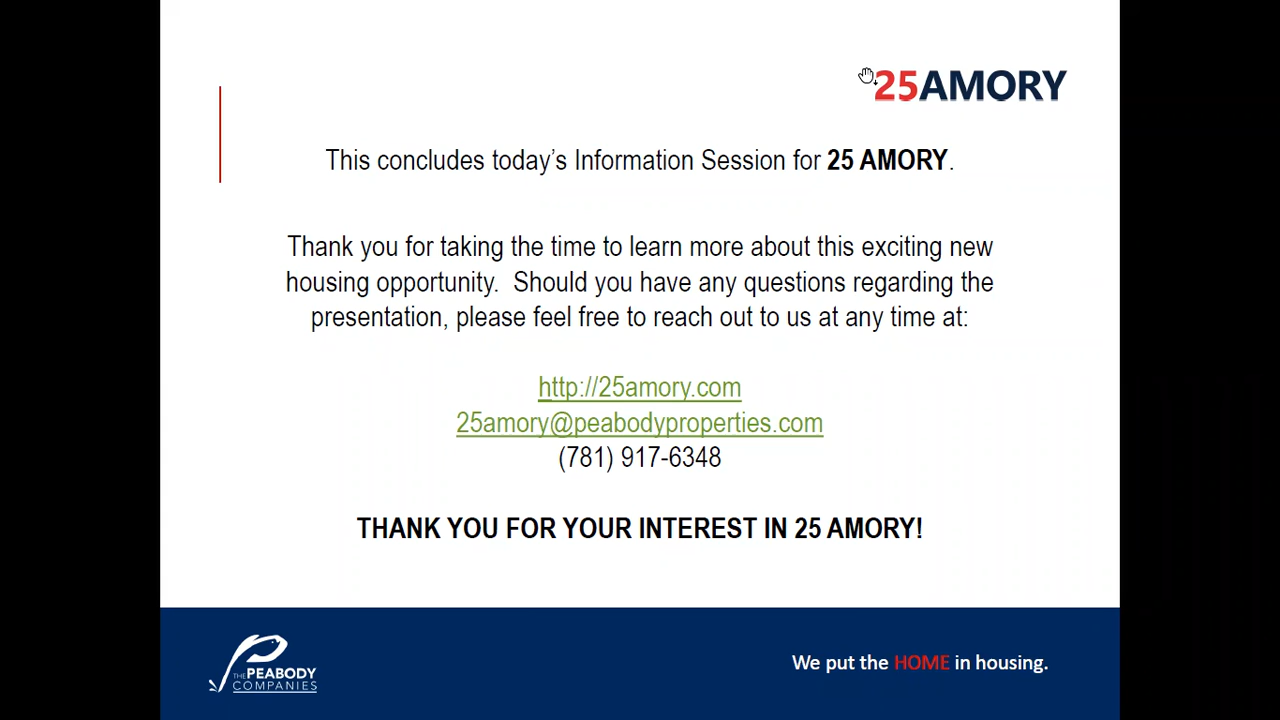 25AMORY
This concludes today's Information Session for 25 AMORY.
Thank you for taking the time to learn more about this exciting new
housing opportunity.  Should you have any questions regarding the
presentation, please feel free to reach out to us at any time at:
http://25amory.com
25amory@peabodyproperties.com
(781) 917-6348
THANK YOU FOR YOUR INTEREST IN 25 AMORY!
THE PEABODY
COMPANIES
We put the HOME in housing.